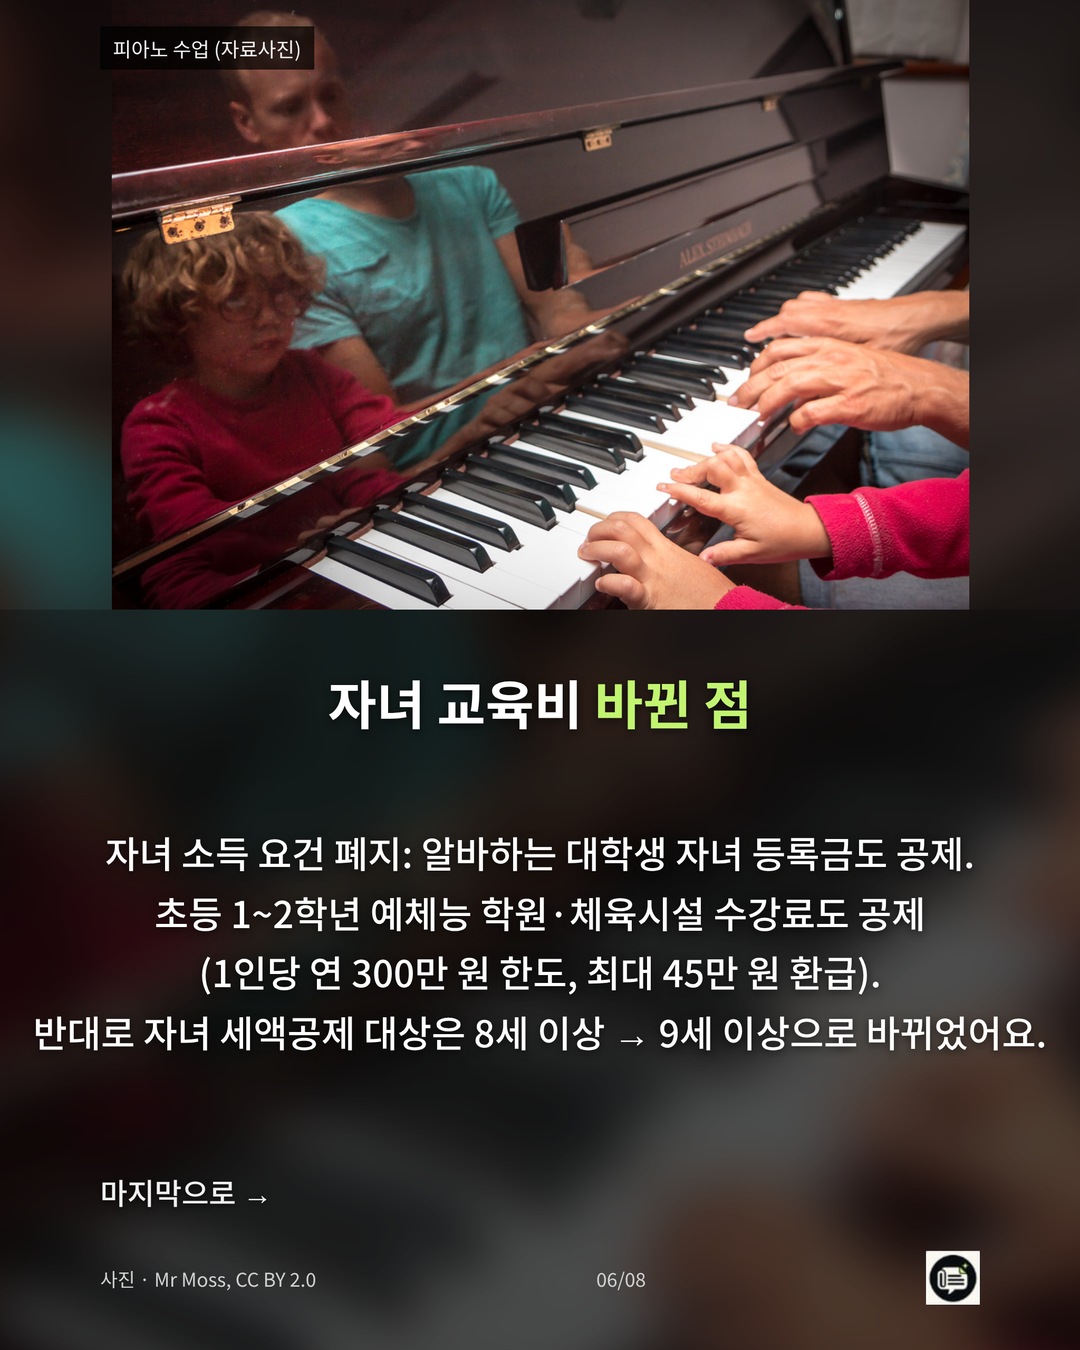 피아노 수업 (자료사진)
ALEX. STEINBACH
자녀 교육비 바뀐 점
자녀 소득 요건 폐지: 알바하는 대학생 자녀 등록금도 공제.
초등 1~2학년 예체능 학원·체육시설 수강료도 공제
(1인당 연 300만 원 한도, 최대 45만 원 환급).
반대로 자녀 세액공제 대상은 8세 이상 → 9세 이상으로 바뀌었어요.
마지막으로 →
사진 · Mr Moss, CC BY 2.0
06/08